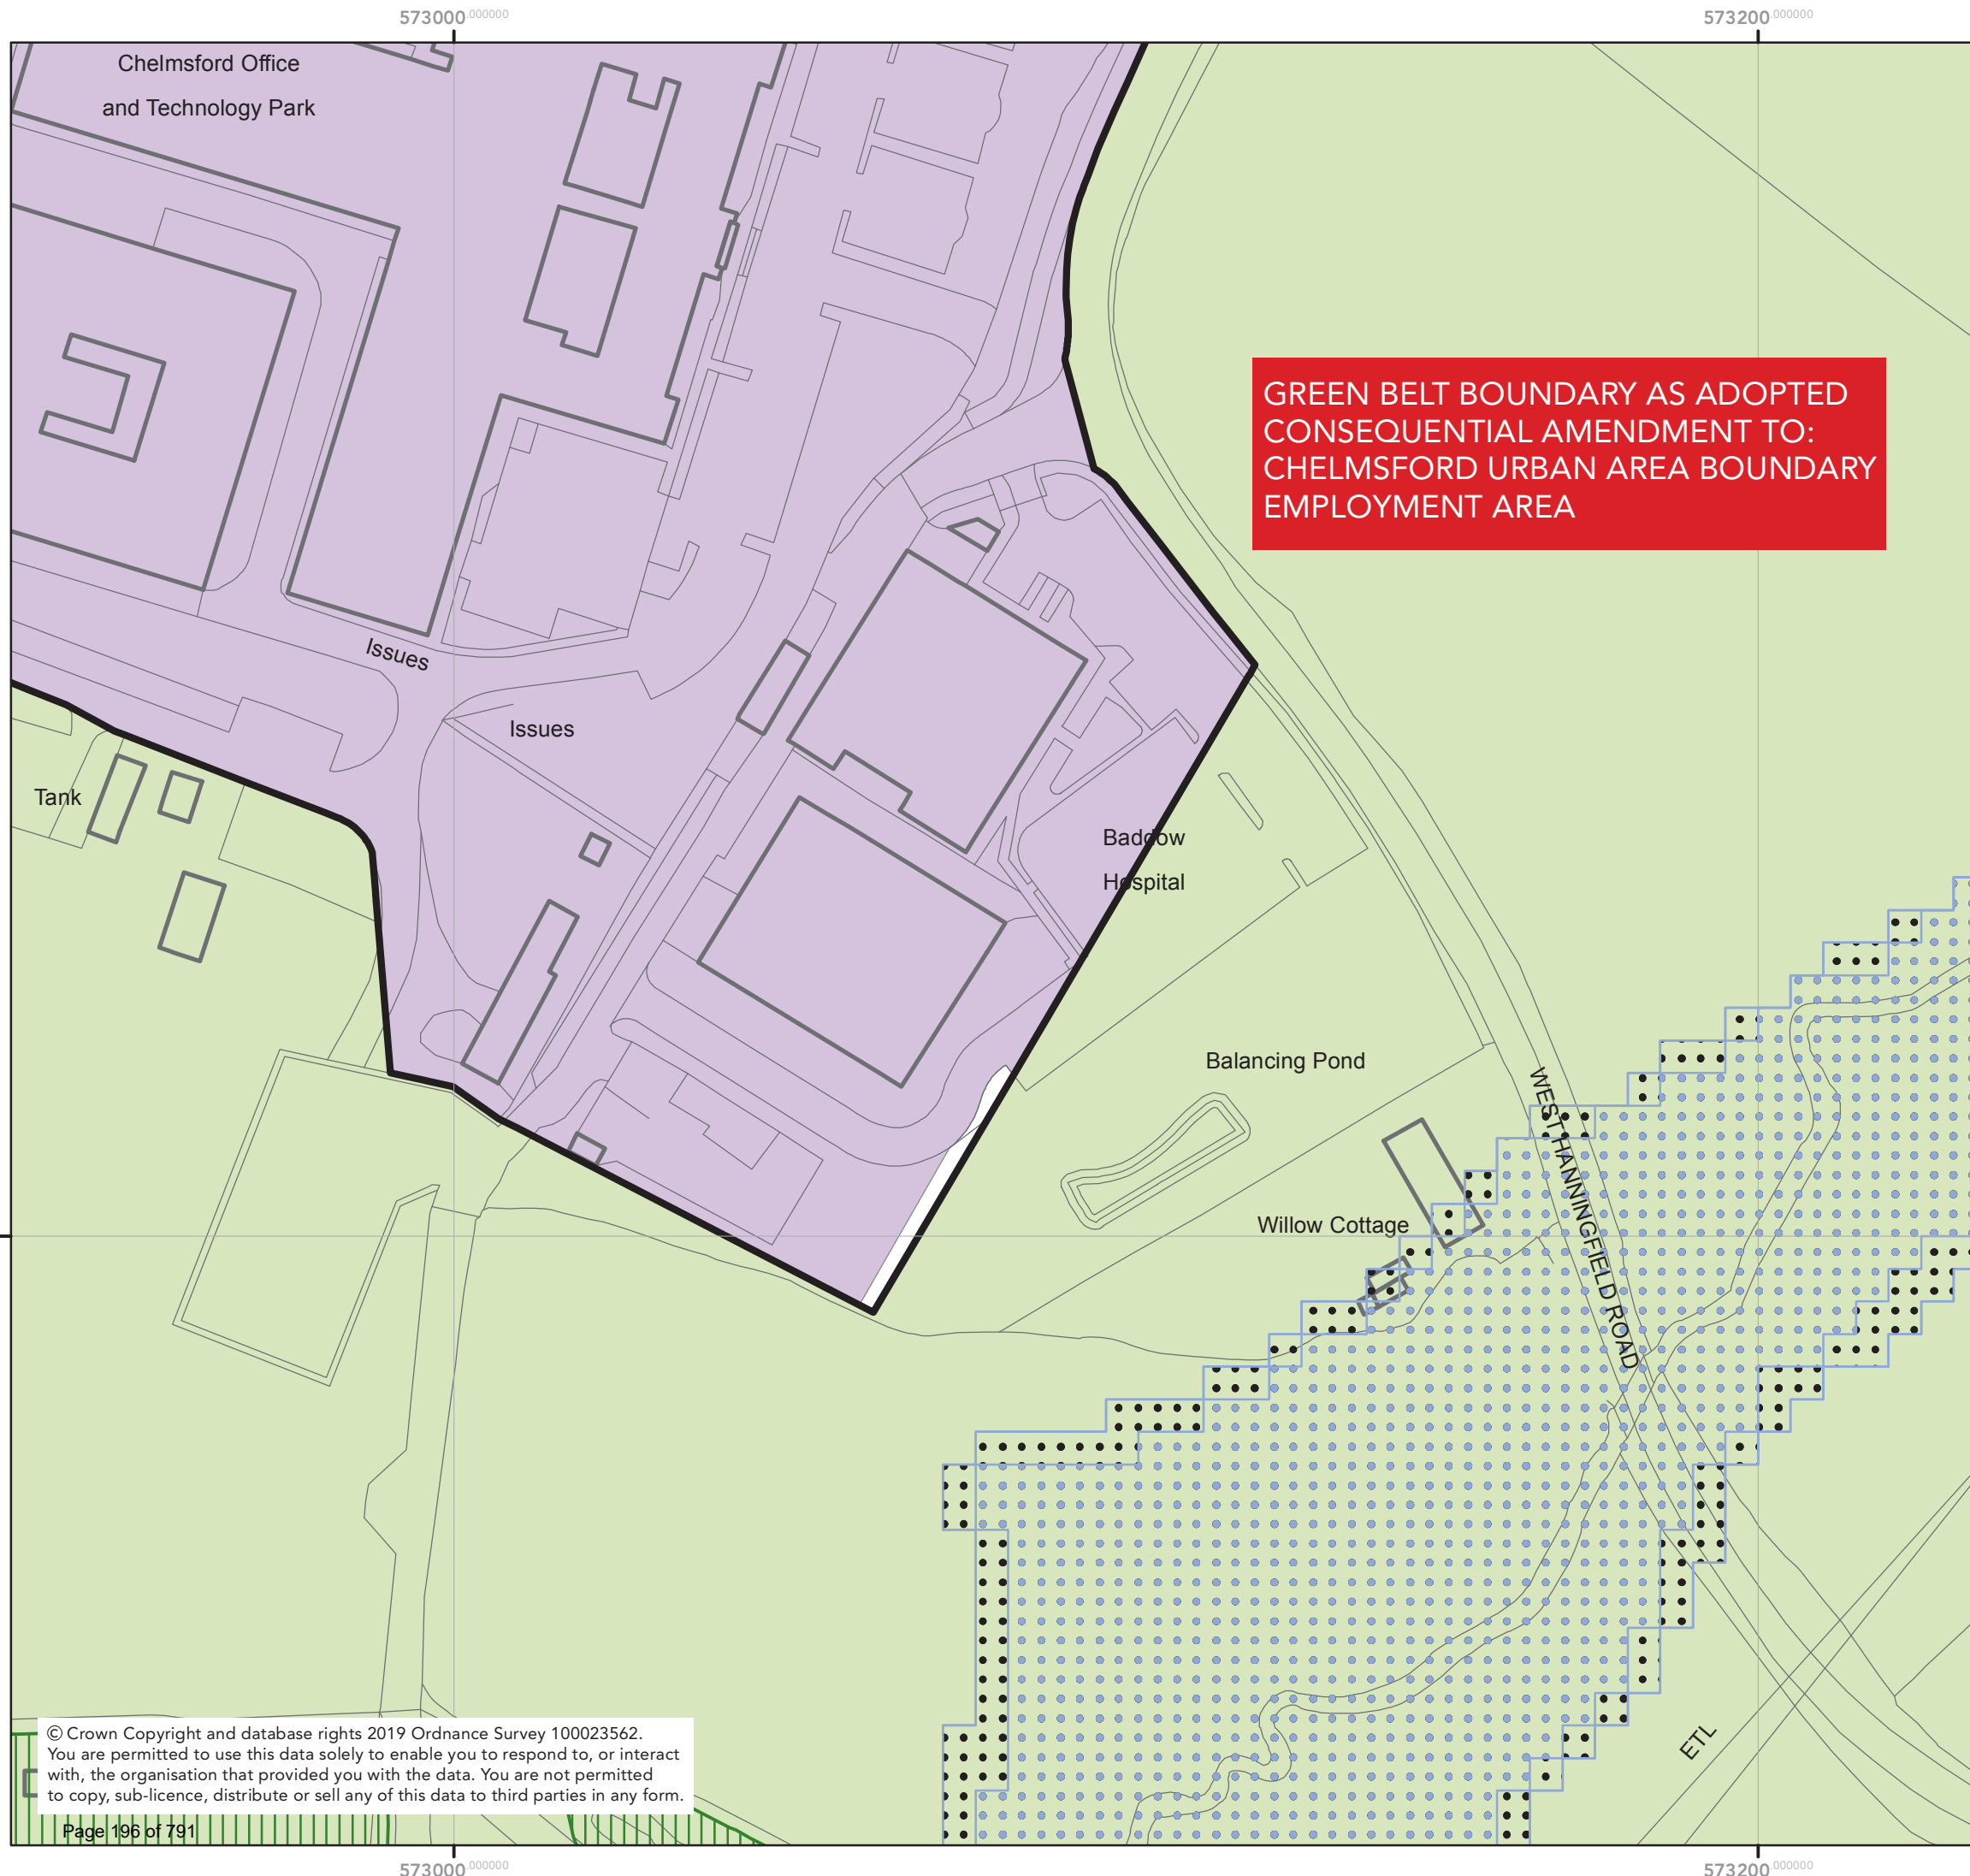 573000.000000
573200.000000
Chelmsford Office
and Technology Park
GREEN BELT BOUNDARY AS ADOPTED
CONSEQUENTIAL AMENDMENT TO:
CHELMSFORD URBAN AREA BOUNDARY
EMPLOYMENT AREA
Issues
Issues
Tank
Baddow
Hospital
Balancing Pond
WEST HANNINGFIELD ROAD
Willow Cottage
ETL
© Crown Copyright and database rights 2019 Ordnance Survey 100023562.
You are permitted to use this data solely to enable you to respond to, or interact
with, the organisation that provided you with the data. You are not permitted
to copy, sub-licence, distribute or sell any of this data to third parties in any form.
Page 196 of 791
573000.000000
573200.000000